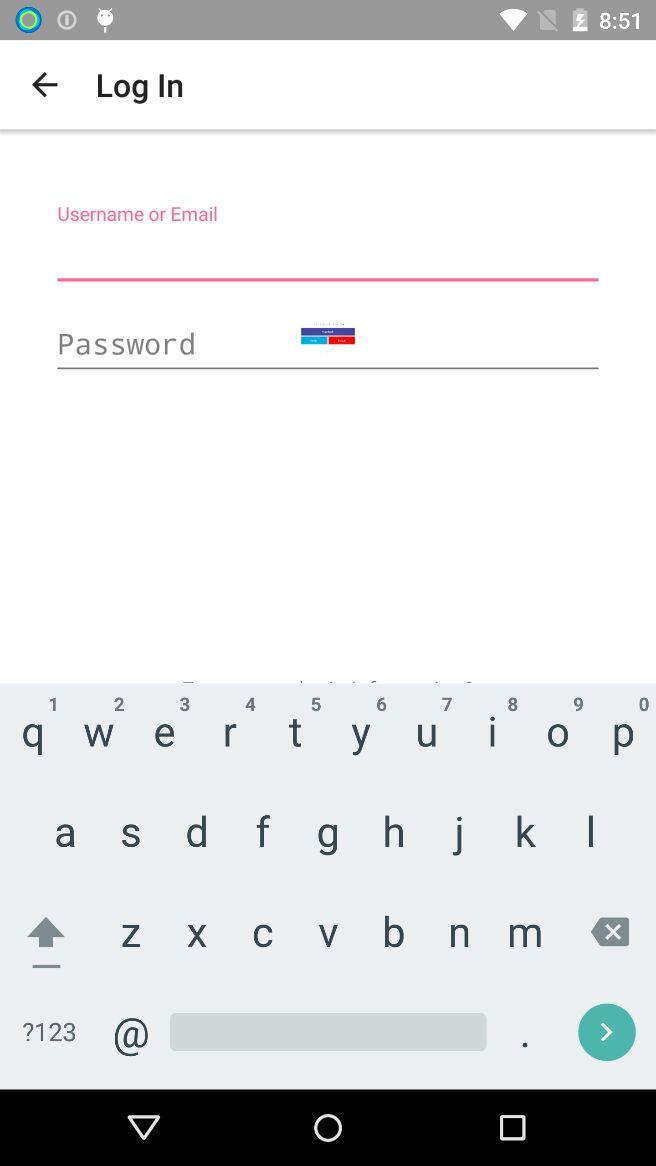 8:51
Log In
Username or Email
Password
1 2 3 4 5 6 7 8 9 0
q w e r t y u i o p
a s d f g h j k l
z x c v b n m
?123 @ .